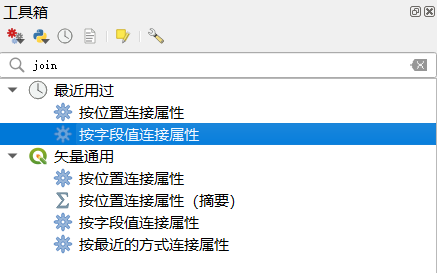 工具箱
join
最近用过
按位置连接属性
按字段值连接属性
矢量通用
按位置连接属性
按位置连接属性（摘要）
按字段值连接属性
按最近的方式连接属性